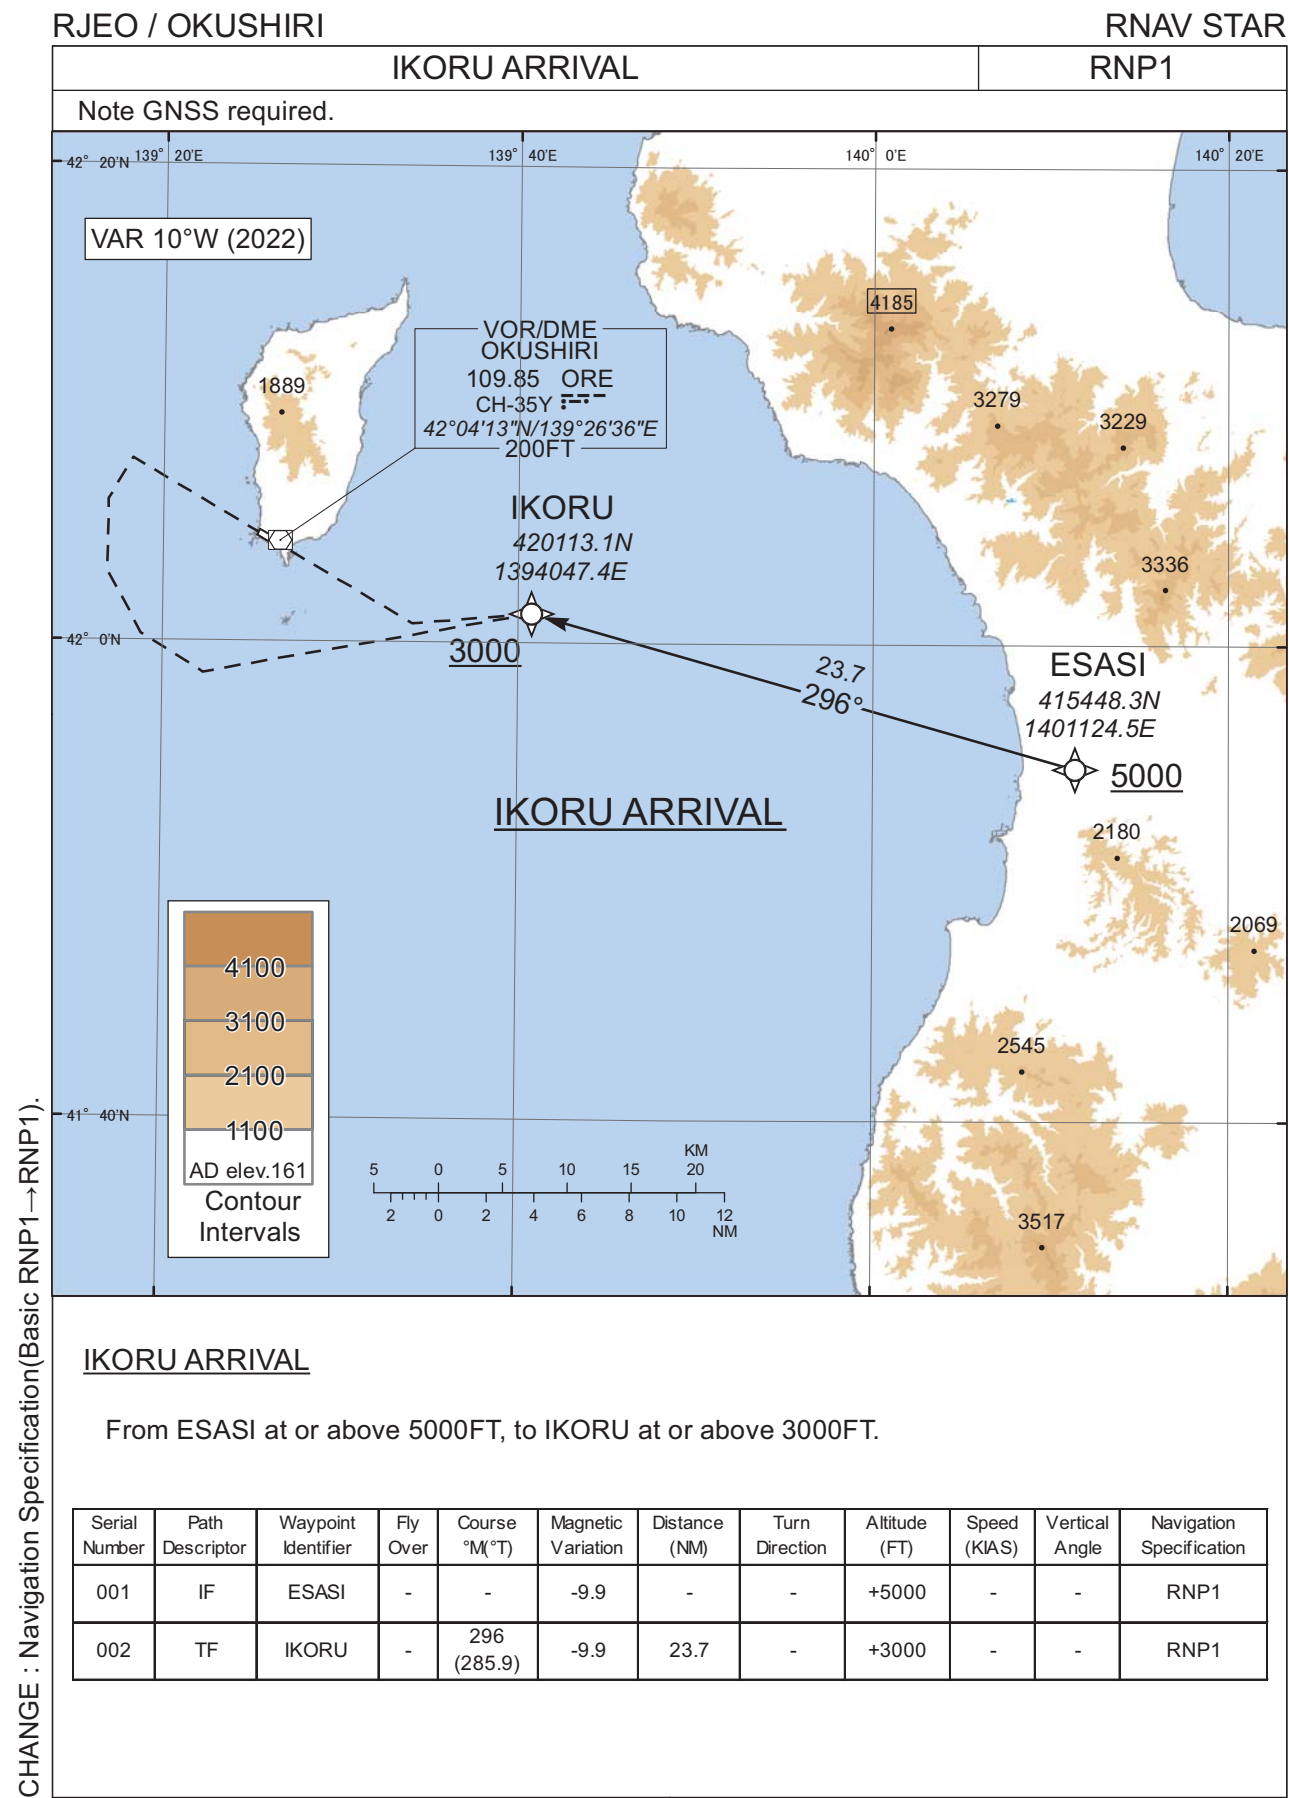 RJEO / OKUSHIRI
RNAV STAR
IKORU ARRIVAL
RNP1
Note GNSS required.
42° 20'N
139° 20'E
139° 40'E
140° 0'E
140° 20'E
VAR 10°W (2022)
4185
VOR/DME
OKUSHIRI
109.85 ORE
CH-35Y
42°04'13"N/139°26'36"E
200FT
1889
3279
3229
IKORU
420113.1N
1394047.4E
3336
42° 0'N
3000
23.7
296°
ESASI
415448.3N
1401124.5E
5000
IKORU ARRIVAL
2180
2069
4100
3100
2100
1100
AD elev.161
Contour
Intervals
2545
41° 40'N
KM
5 0 5 10 15 20
2 0 2 4 6 8 10 12
NM
3517
IKORU ARRIVAL
From ESASI at or above 5000FT, to IKORU at or above 3000FT.
Serial Number Path Descriptor Waypoint Identifier Fly Over Course °M(°T) Magnetic Variation Distance (NM) Turn Direction Altitude (FT) Speed (KIAS) Vertical Angle Navigation Specification
001 IF ESASI - - -9.9 - - +5000 - - RNP1
002 TF IKORU - 296 (285.9) -9.9 23.7 - +3000 - - RNP1
CHANGE : Navigation Specification(Basic RNP1→RNP1).